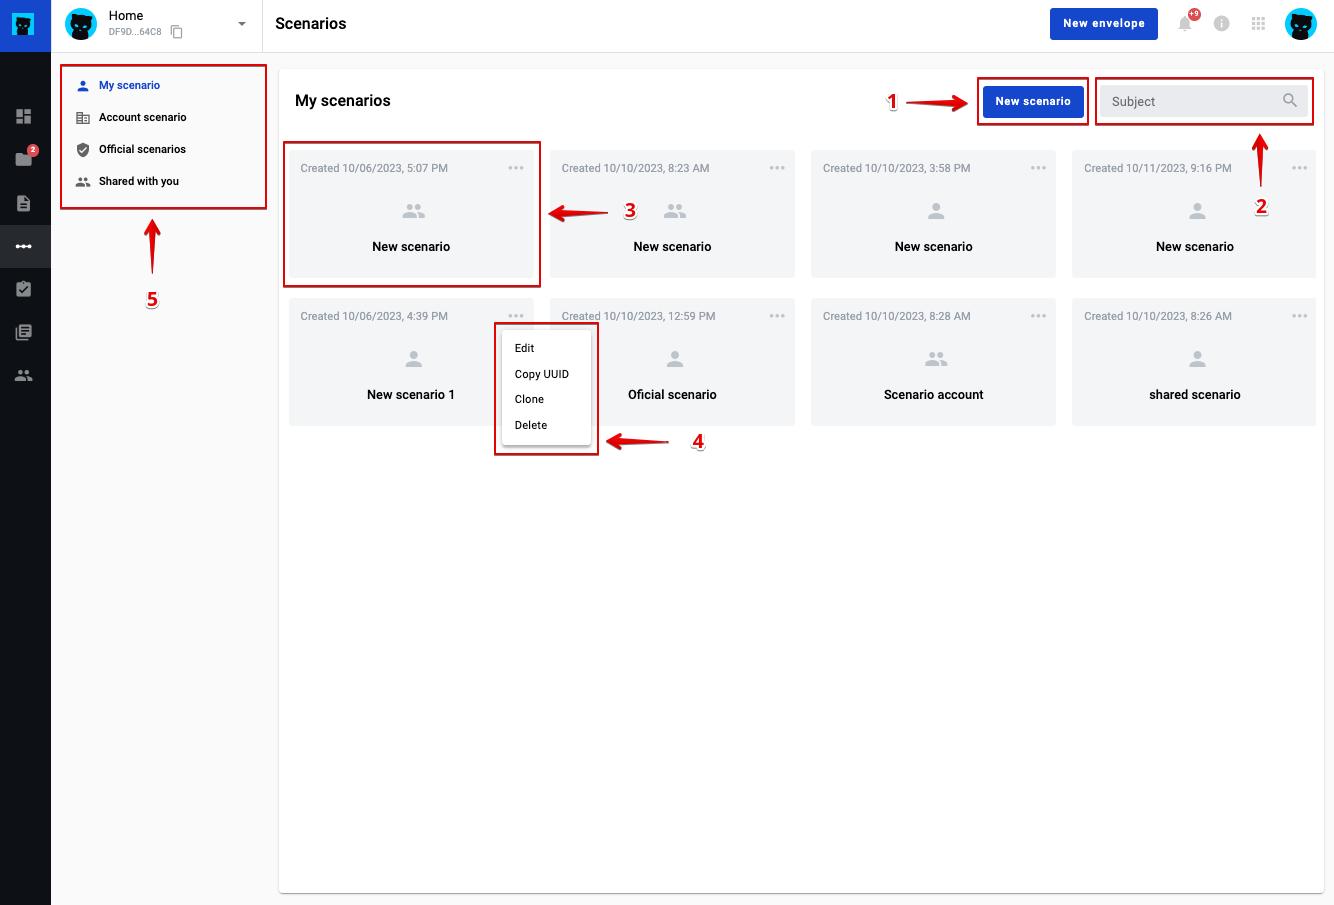 Home
DF9D...64C8
Scenarios
New envelope
+9
2
My scenario
Account scenario
Official scenarios
Shared with you
5
My scenarios
1
New scenario
Subject
2
Created 10/06/2023, 5:07 PM
New scenario
3
Created 10/10/2023, 8:23 AM
New scenario
Created 10/10/2023, 3:58 PM
New scenario
Created 10/11/2023, 9:16 PM
New scenario
Created 10/06/2023, 4:39 PM
New scenario 1
Edit
Copy UUID
Clone
Delete
4
Created 10/10/2023, 12:59 PM
Oficial scenario
Created 10/10/2023, 8:28 AM
Scenario account
Created 10/10/2023, 8:26 AM
shared scenario